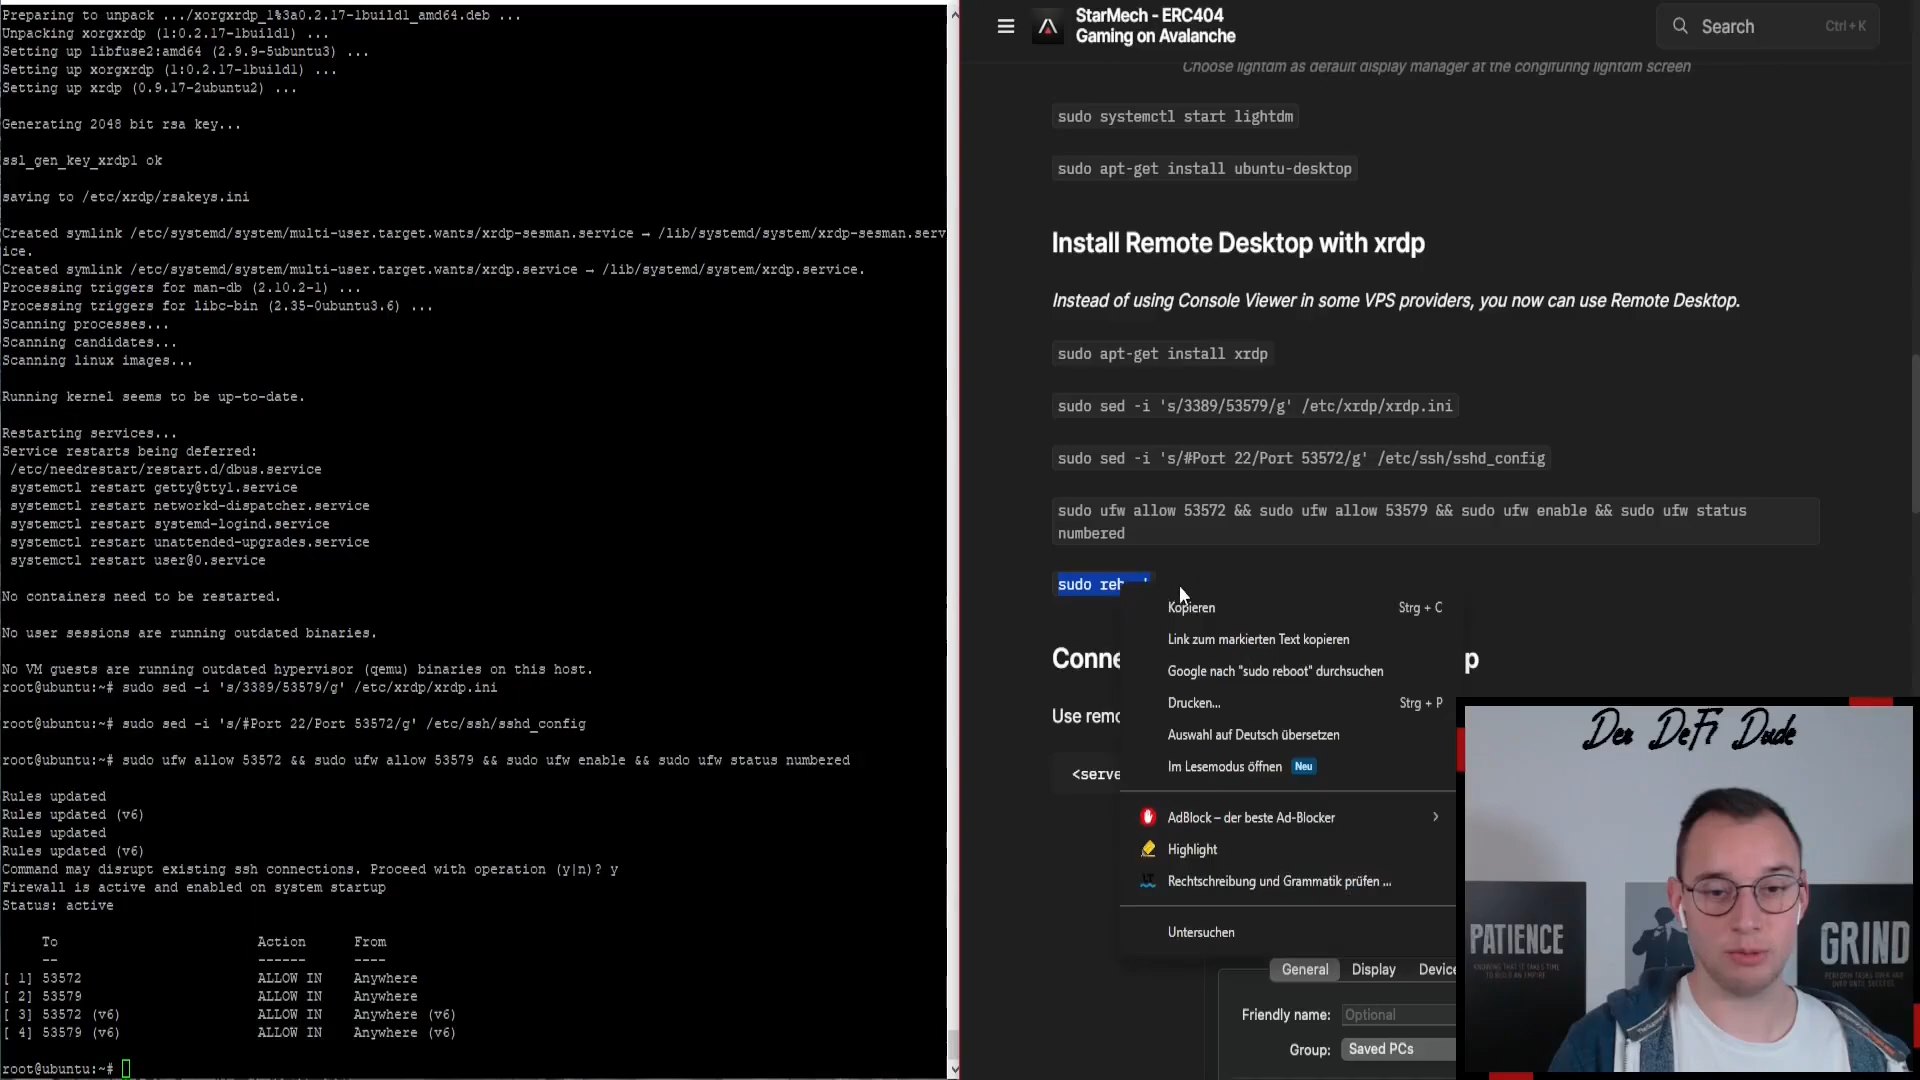 Preparing to unpack .../xorgxrdp_1%3a0.2.17-1build1_amd64.deb ...
Unpacking xorgxrdp (1:0.2.17-1build1) ...
Setting up libfuse2:amd64 (2.9.9-5ubuntu3) ...
Setting up xorgxrdp (1:0.2.17-1build1) ...
Setting up xrdp (0.9.17-2ubuntu2) ...
Generating 2048 bit rsa key...
ssl_gen_key_xrdp1 ok
saving to /etc/xrdp/rsakeys.ini
Created symlink /etc/systemd/system/multi-user.target.wants/xrdp-sesman.service → /lib/systemd/system/xrdp-sesman.serv
ice.
Created symlink /etc/systemd/system/multi-user.target.wants/xrdp.service → /lib/systemd/system/xrdp.service.
Processing triggers for man-db (2.10.2-1) ...
Processing triggers for libc-bin (2.35-0ubuntu3.6) ...
Scanning processes...
Scanning candidates...
Scanning linux images...
Running kernel seems to be up-to-date.
Restarting services...
Service restarts being deferred:
/etc/needrestart/restart.d/dbus.service
systemctl restart getty@tty1.service
systemctl restart networkd-dispatcher.service
systemctl restart systemd-logind.service
systemctl restart unattended-upgrades.service
systemctl restart user@0.service
No containers need to be restarted.
No user sessions are running outdated binaries.
No VM guests are running outdated hypervisor (qemu) binaries on this host.
root@ubuntu:~# sudo sed -i 's/3389/53579/g' /etc/xrdp/xrdp.ini
root@ubuntu:~# sudo sed -i 's/#Port 22/Port 53572/g' /etc/ssh/sshd_config
root@ubuntu:~# sudo ufw allow 53572 && sudo ufw allow 53579 && sudo ufw enable && sudo ufw status numbered
Rules updated
Rules updated (v6)
Rules updated
Rules updated (v6)
Command may disrupt existing ssh connections. Proceed with operation (y|n)? y
Firewall is active and enabled on system startup
Status: active
To Action From
-- ------ ----
[ 1] 53572 ALLOW IN Anywhere
[ 2] 53579 ALLOW IN Anywhere
[ 3] 53572 (v6) ALLOW IN Anywhere (v6)
[ 4] 53579 (v6) ALLOW IN Anywhere (v6)
root@ubuntu:~#
StarMech - ERC404
Gaming on Avalanche
Search Ctrl+K
Choose lightdm as default display manager at the congifuring lightdm screen
sudo systemctl start lightdm
sudo apt-get install ubuntu-desktop
Install Remote Desktop with xrdp
Instead of using Console Viewer in some VPS providers, you now can use Remote Desktop.
sudo apt-get install xrdp
sudo sed -i 's/3389/53579/g' /etc/xrdp/xrdp.ini
sudo sed -i 's/#Port 22/Port 53572/g' /etc/ssh/sshd_config
sudo ufw allow 53572 && sudo ufw allow 53579 && sudo ufw enable && sudo ufw status
numbered
sudo reb
Kopieren Strg + C
Link zum markierten Text kopieren
Google nach "sudo reboot" durchsuchen
Drucken... Strg + P
Auswahl auf Deutsch übersetzen
Im Lesemodus öffnen Neu
AdBlock – der beste Ad-Blocker
Highlight
Rechtschreibung und Grammatik prüfen ...
Untersuchen
Conne p
Use remo
<serve
General Display Device
Friendly name: Optional
Group: Saved PCs
Der DeFi Dude
PATIENCE
GRIND